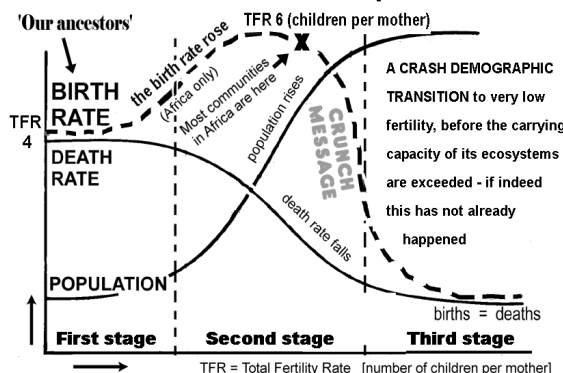 'Our ancestors'
TFR 6 (children per mother)
X
the birth rate rose
(Africa only)
Most communities
in Africa are here
population rises
BIRTH
RATE
TFR
4
DEATH
RATE
CRUNCH
MESSAGE
death rate falls
A CRASH DEMOGRAPHIC
TRANSITION to very low
fertility, before the carrying
capacity of its ecosystems
are exceeded - if indeed
this has not already
happened
POPULATION
births = deaths
First stage
Second stage
Third stage
TFR = Total Fertility Rate [number of children per mother]